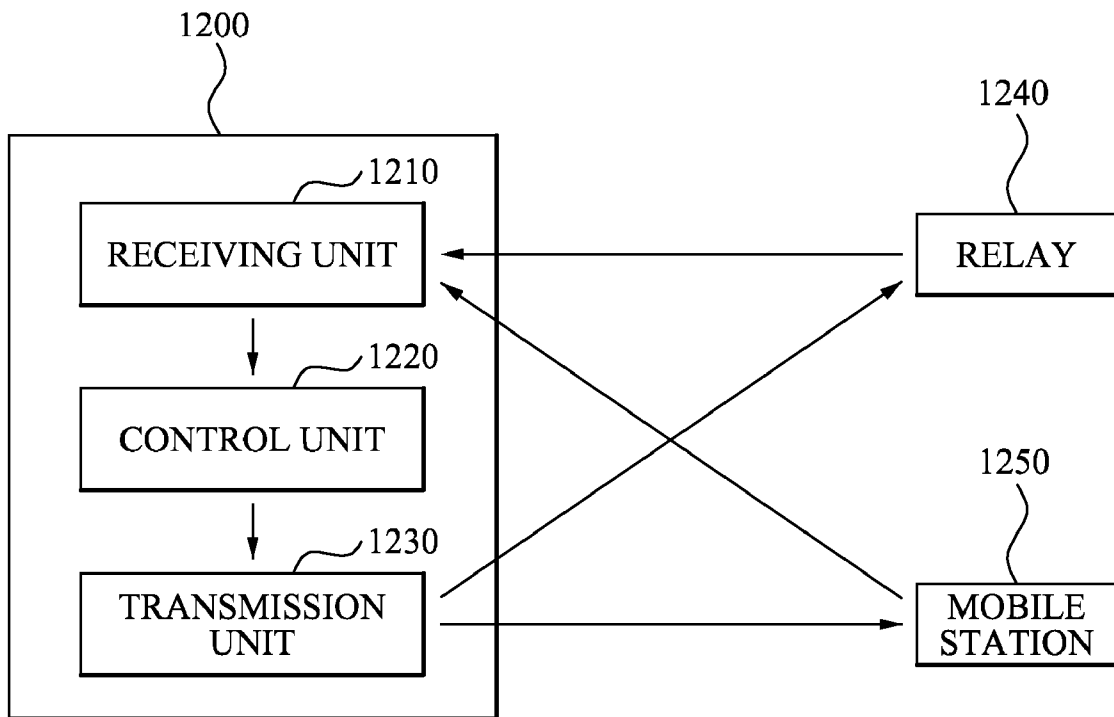 1200
1240
1210
RECEIVING UNIT
RELAY
1220
CONTROL UNIT
1250
1230
TRANSMISSION
UNIT
MOBILE
STATION